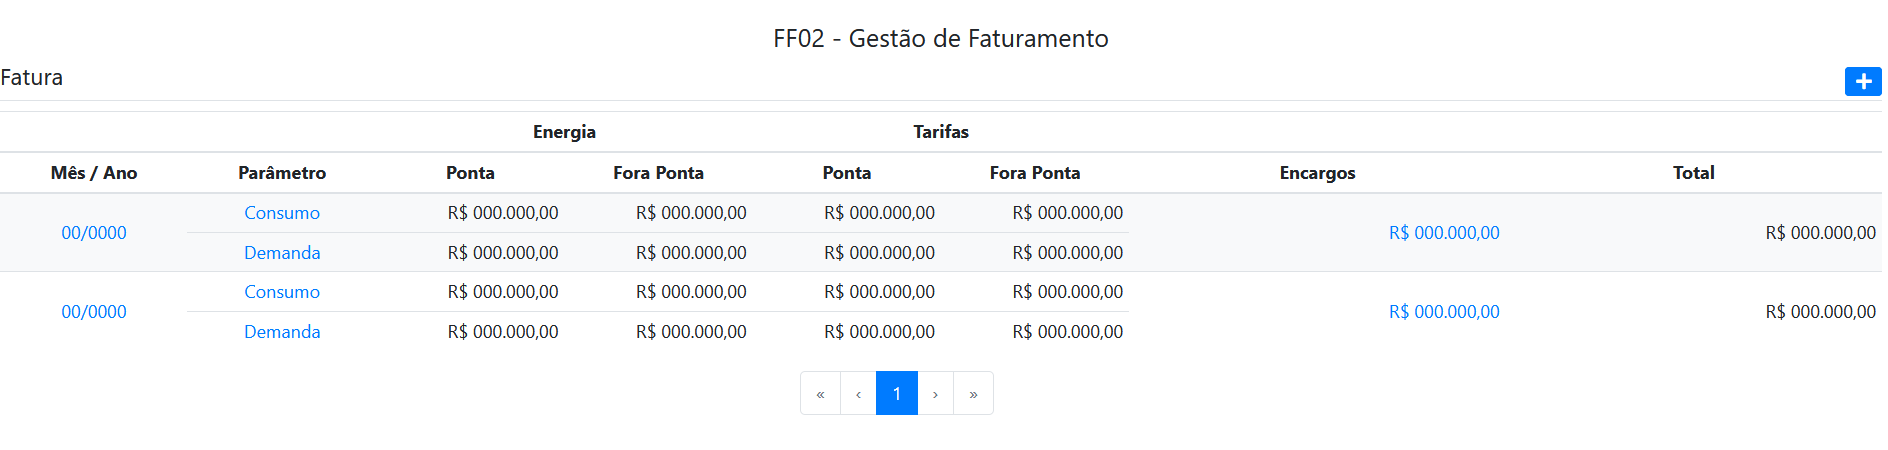 FF02 - Gestão de Faturamento
Fatura
Energia Tarifas
Mês / Ano Parâmetro Ponta Fora Ponta Ponta Fora Ponta Encargos Total
Consumo R$ 000.000,00 R$ 000.000,00 R$ 000.000,00 R$ 000.000,00
00/0000 R$ 000.000,00 R$ 000.000,00
Demanda R$ 000.000,00 R$ 000.000,00 R$ 000.000,00 R$ 000.000,00
Consumo R$ 000.000,00 R$ 000.000,00 R$ 000.000,00 R$ 000.000,00
00/0000 R$ 000.000,00 R$ 000.000,00
Demanda R$ 000.000,00 R$ 000.000,00 R$ 000.000,00 R$ 000.000,00
« ‹ 1 › »